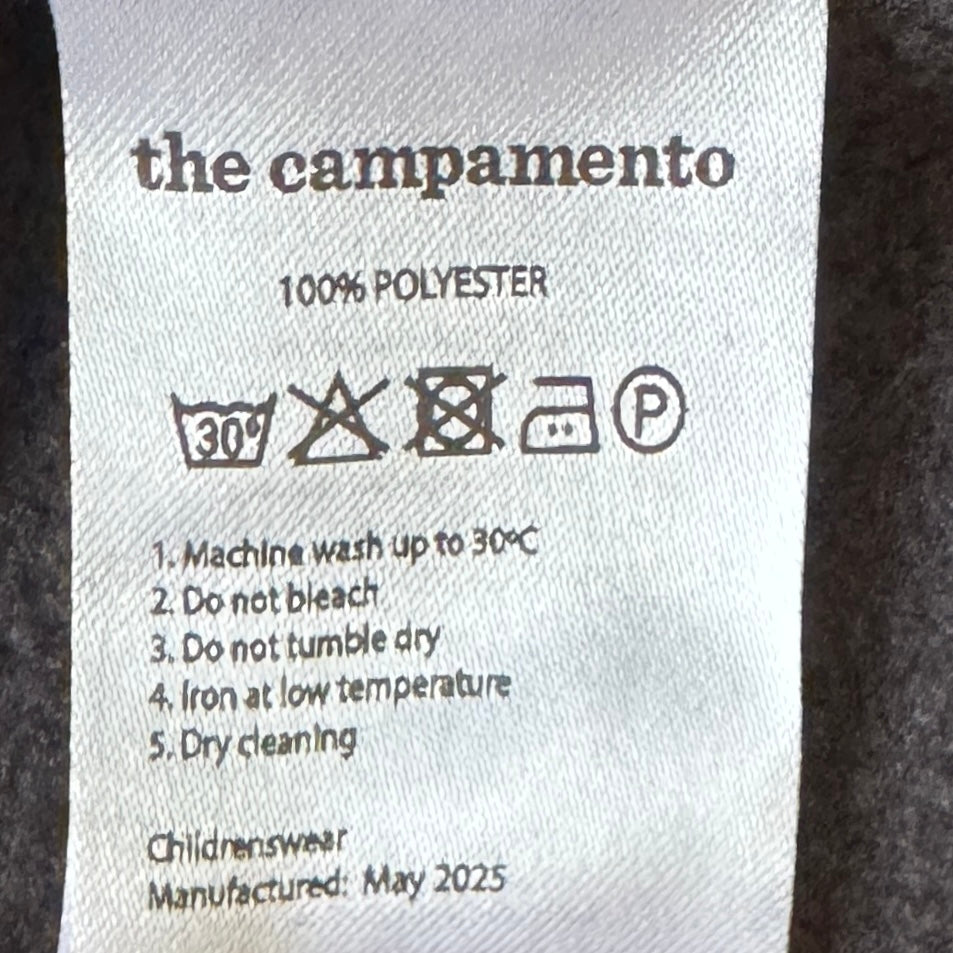 the campamento
100% POLYESTER
30°
P
1. Machine wash up to 30°C
2. Do not bleach
3. Do not tumble dry
4. Iron at low temperature
5. Dry cleaning
Childrenswear
Manufactured: May 2025